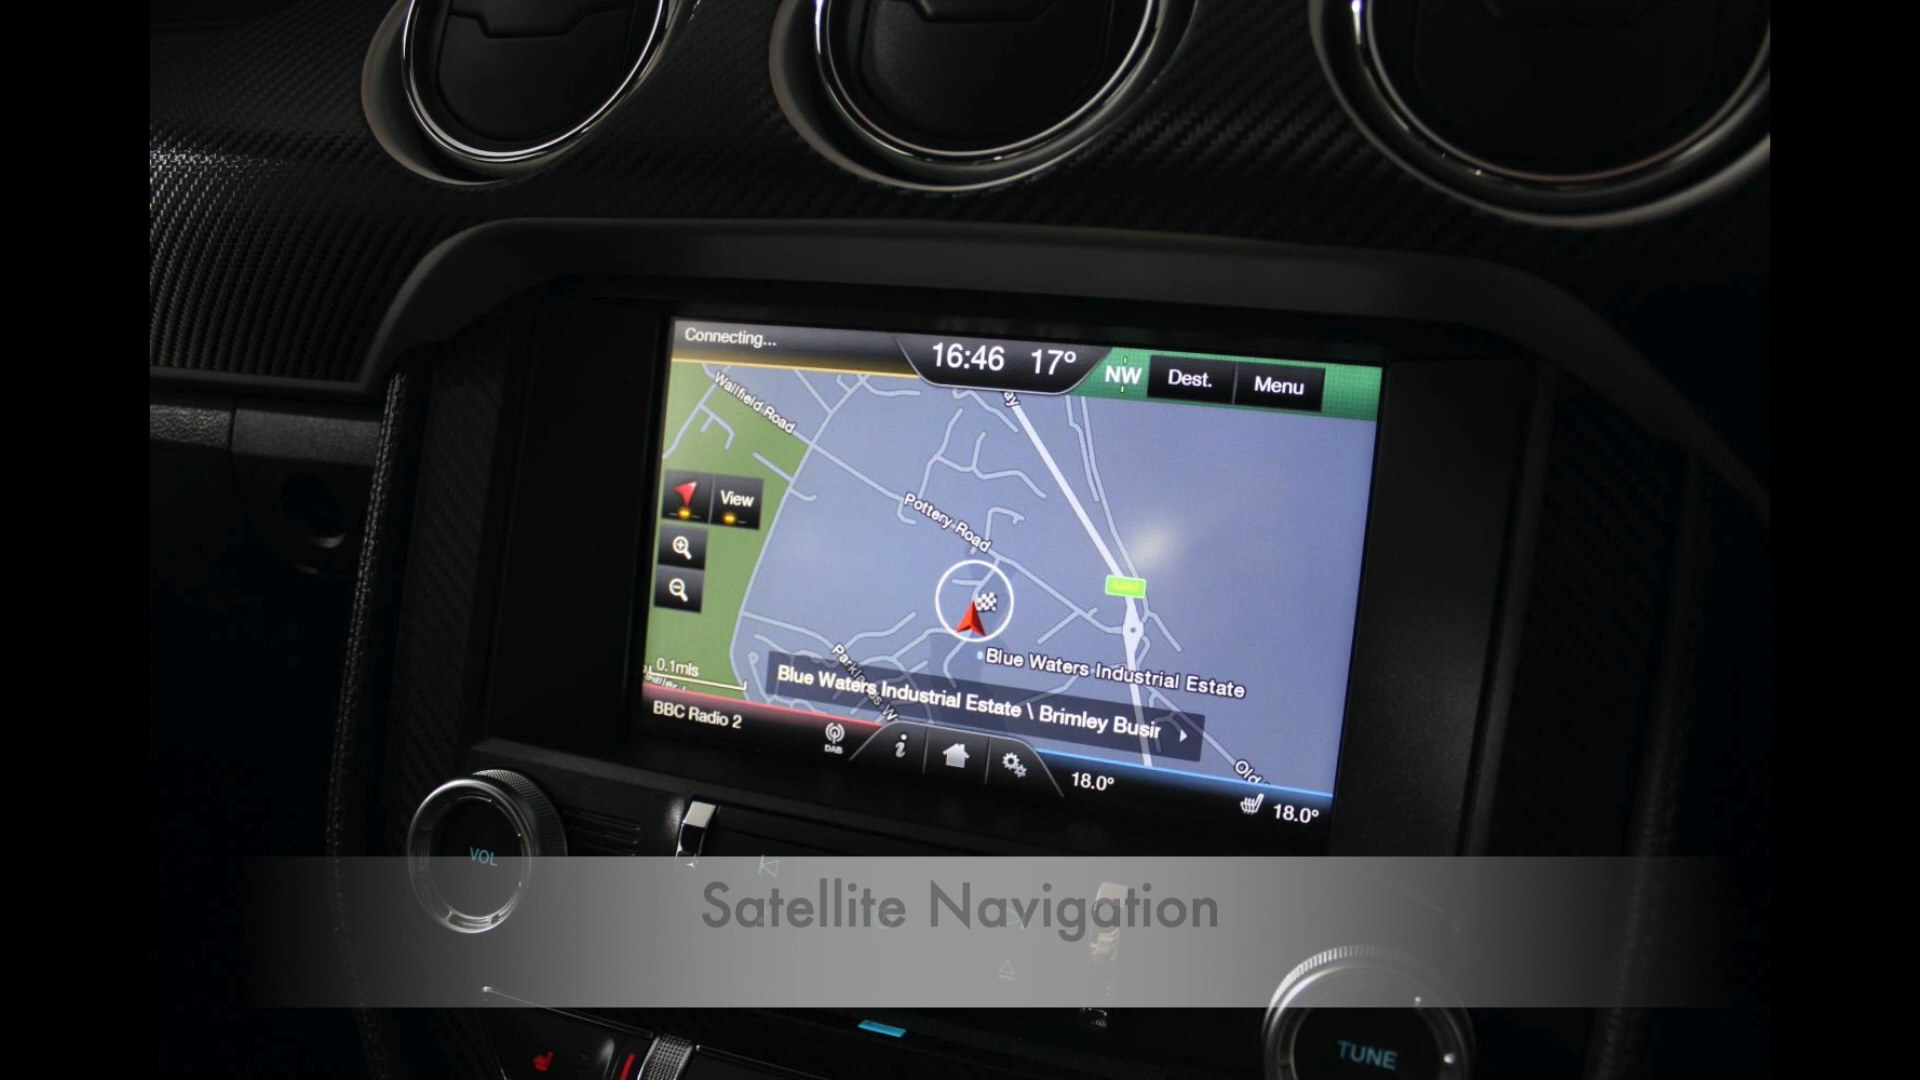 Connecting...
16:46 17°
NW
Dest.
Menu
Wallfield Road
View
Pottery Road
0.1mls
Blue Waters Industrial Estate
Blue Waters Industrial Estate \ Brimley Busir
BBC Radio 2
DAB
18.0°
18.0°
VOL
Satellite Navigation
TUNE